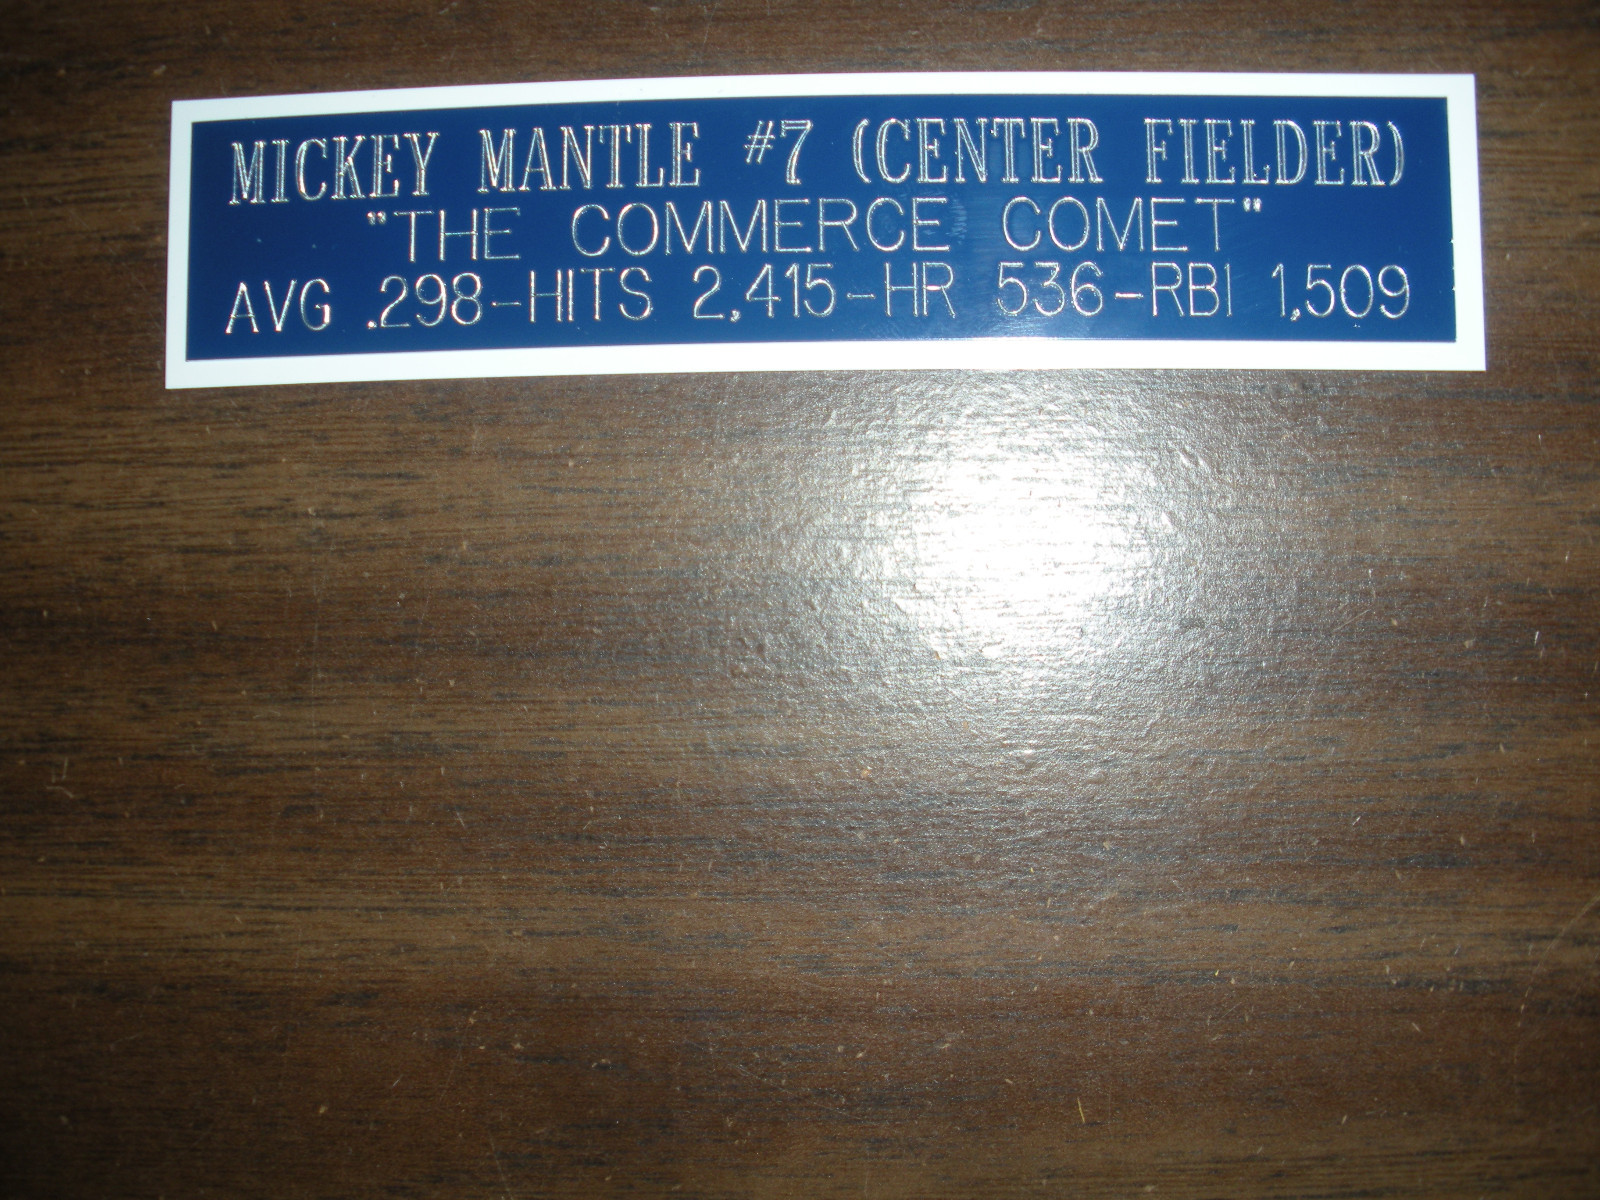 MICKEY MANTLE #7 (CENTER FIELDER)
"THE COMMERCE COMET"
AVG .298-HITS 2,415-HR 536-RBI 1,509